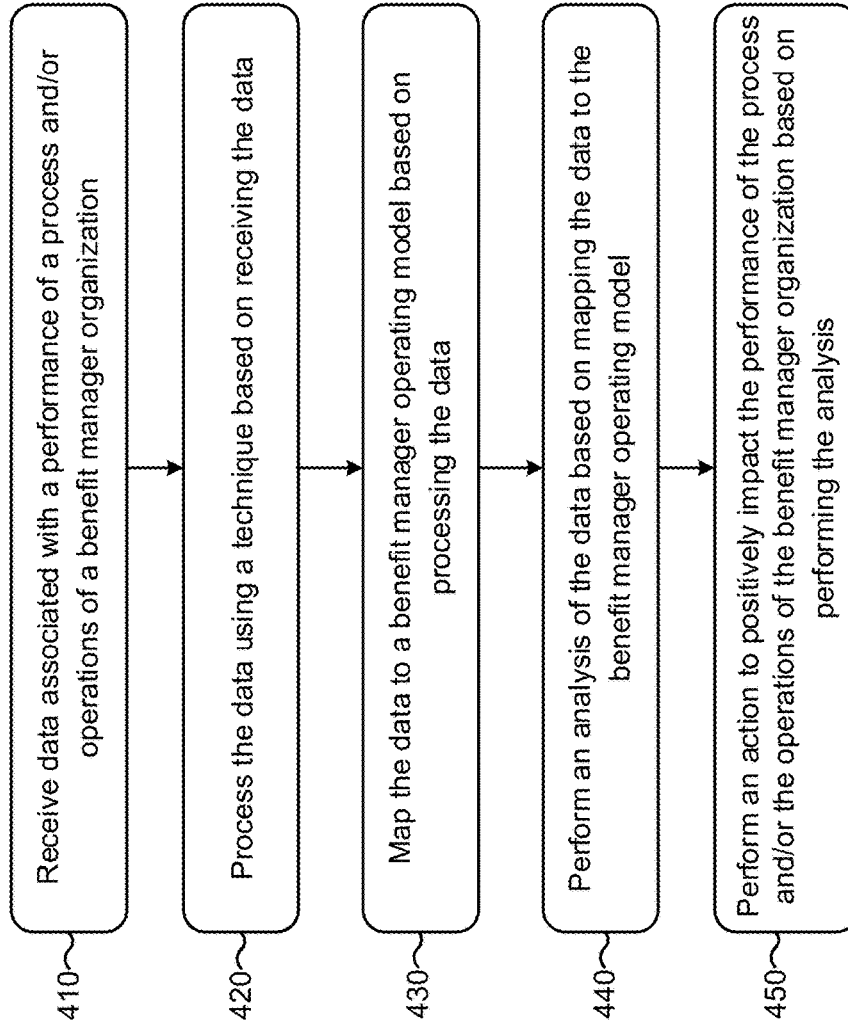 410
Receive data associated with a performance of a process and/or
operations of a benefit manager organization
420
Process the data using a technique based on receiving the data
430
Map the data to a benefit manager operating model based on
processing the data
440
Perform an analysis of the data based on mapping the data to the
benefit manager operating model
450
Perform an action to positively impact the performance of the process
and/or the operations of the benefit manager organization based on
performing the analysis